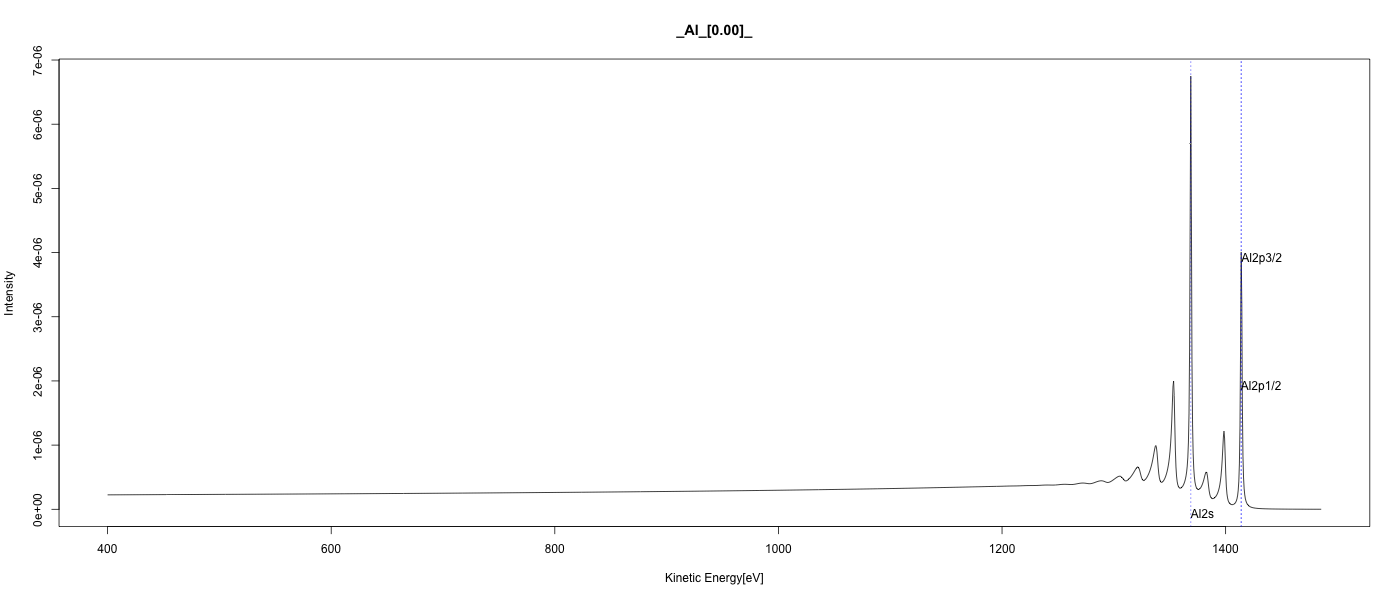 _Al_[0.00]_
7e-06
6e-06
5e-06
4e-06
3e-06
2e-06
1e-06
0e+00
Intensity
Al2p3/2
Al2p1/2
Al2s
400 600 800 1000 1200 1400
Kinetic Energy[eV]